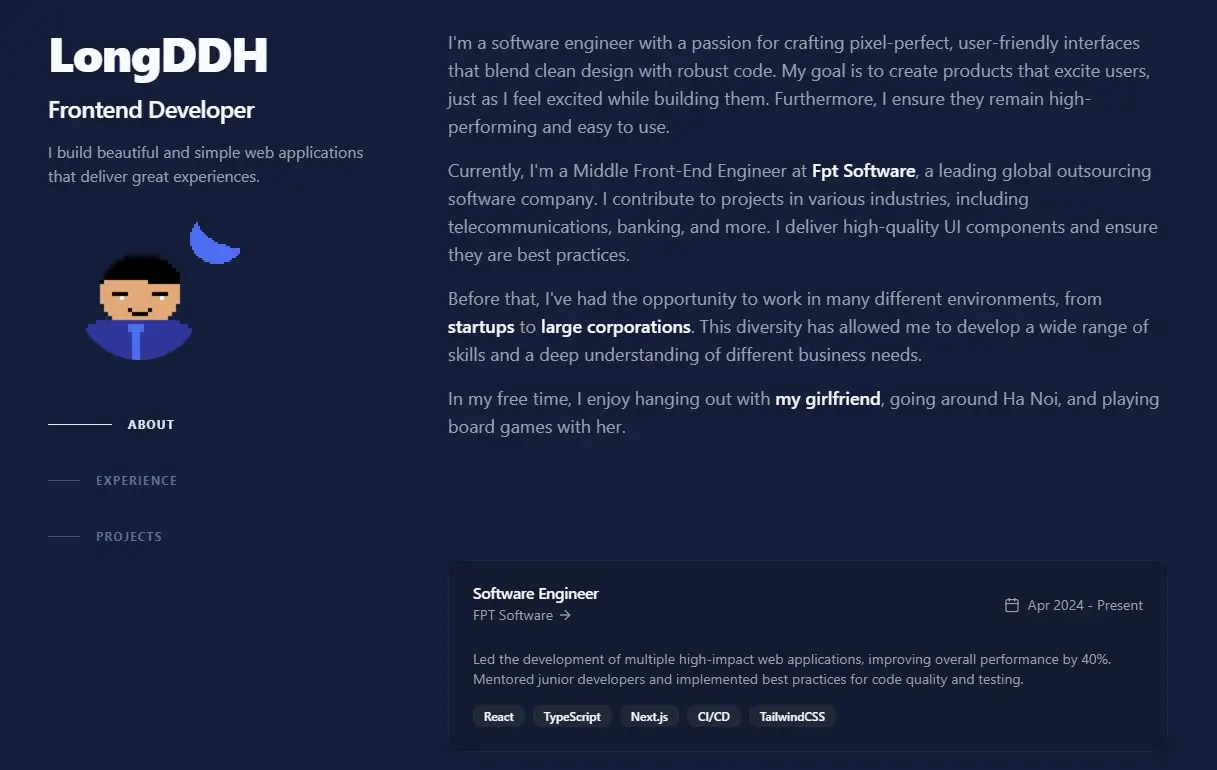 LongDDH
Frontend Developer
I build beautiful and simple web applications
that deliver great experiences.
ABOUT
EXPERIENCE
PROJECTS
I'm a software engineer with a passion for crafting pixel-perfect, user-friendly interfaces
that blend clean design with robust code. My goal is to create products that excite users,
just as I feel excited while building them. Furthermore, I ensure they remain high-
performing and easy to use.
Currently, I'm a Middle Front-End Engineer at Fpt Software, a leading global outsourcing
software company. I contribute to projects in various industries, including
telecommunications, banking, and more. I deliver high-quality UI components and ensure
they are best practices.
Before that, I've had the opportunity to work in many different environments, from
startups to large corporations. This diversity has allowed me to develop a wide range of
skills and a deep understanding of different business needs.
In my free time, I enjoy hanging out with my girlfriend, going around Ha Noi, and playing
board games with her.
Software Engineer
FPT Software →
Apr 2024 - Present
Led the development of multiple high-impact web applications, improving overall performance by 40%.
Mentored junior developers and implemented best practices for code quality and testing.
React TypeScript Next.js CI/CD TailwindCSS